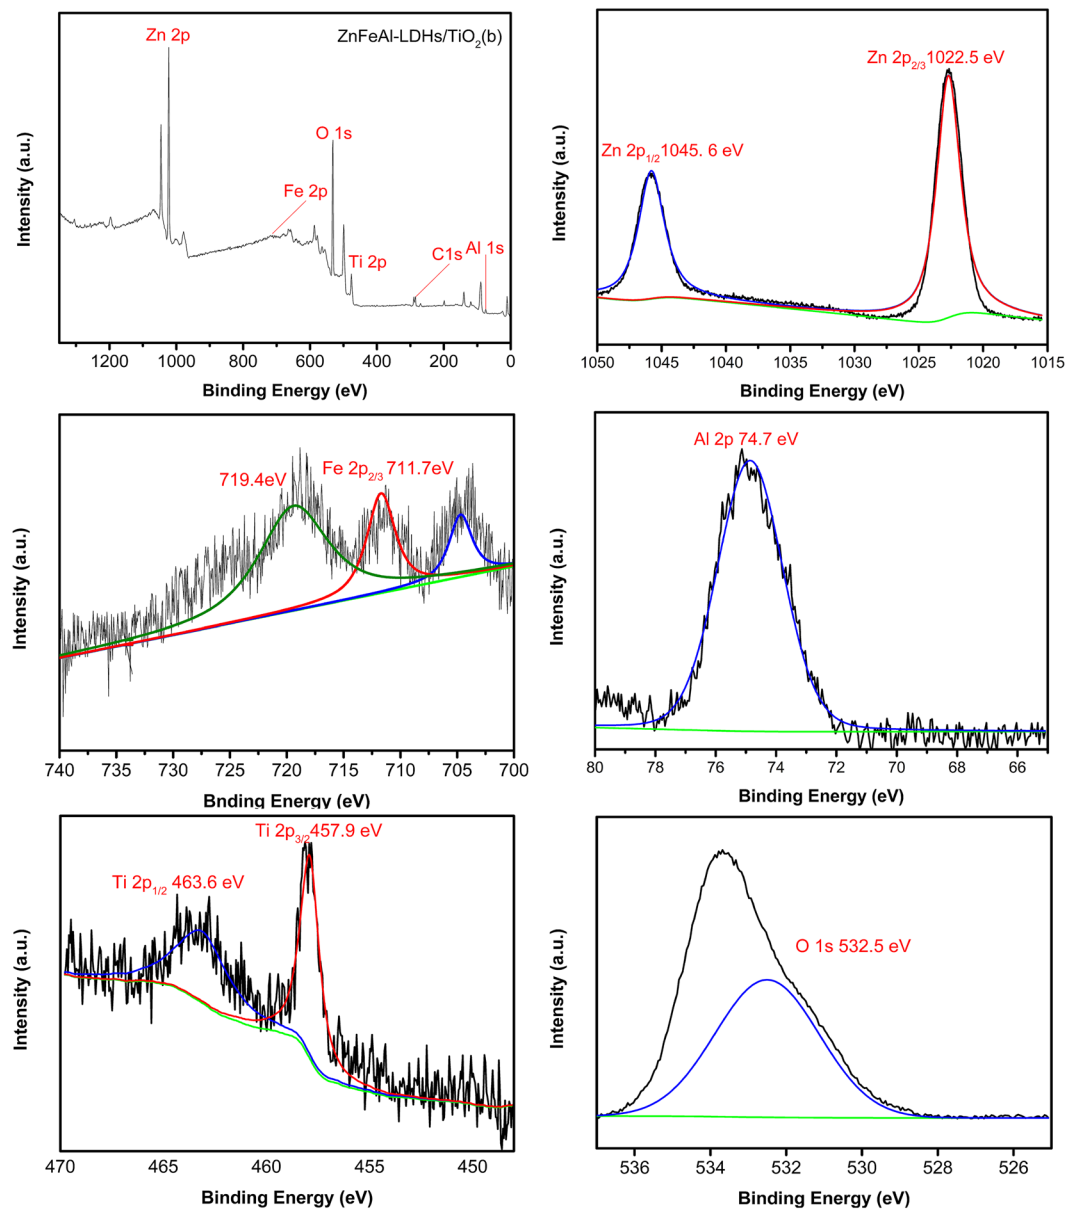 Zn 2p
ZnFeAl-LDHs/TiO2(b)
O 1s
Fe 2p
Ti 2p
C1s
Al 1s
Intensity (a.u.)
1200 1000 800 600 400 200 0
Binding Energy (eV)
Zn 2p2/3 1022.5 eV
Zn 2p1/2 1045. 6 eV
Intensity (a.u.)
1050 1045 1040 1035 1030 1025 1020 1015
Binding Energy (eV)
719.4eV
Fe 2p2/3 711.7eV
Intensity (a.u.)
740 735 730 725 720 715 710 705 700
Bnding Energy (eV)
Al 2p 74.7 eV
Intensity (a.u.)
80 78 76 74 72 70 68 66
Binding Energy (eV)
Ti 2p3/2 457.9 eV
Ti 2p1/2 463.6 eV
Intensity (a.u.)
470 465 460 455 450
Binding Energy (eV)
O 1s 532.5 eV
Intensity (a.u.)
536 534 532 530 528 526
Binding Energy (eV)